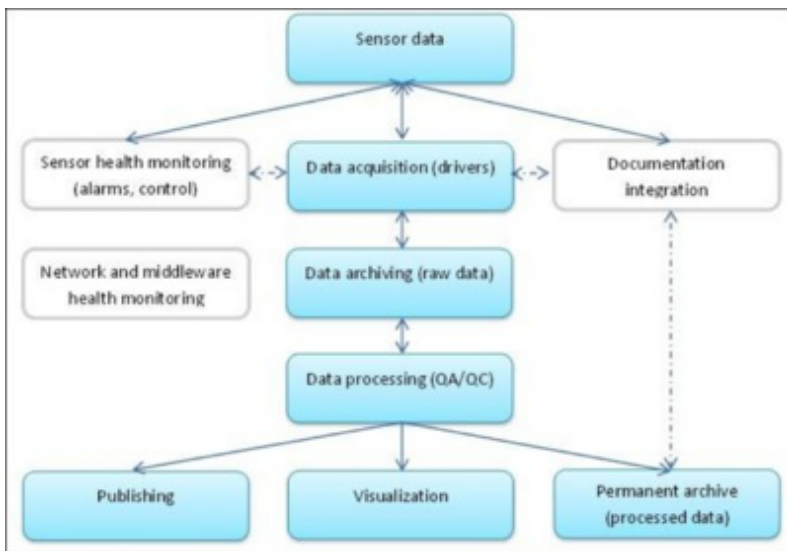 Sensor data
Sensor health monitoring
(alarms, control)
Data acquisition (drivers)
Documentation
integration
Network and middleware
health monitoring
Data archiving (raw data)
Data processing (QA/QC)
Publishing
Visualization
Permanent archive
(processed data)